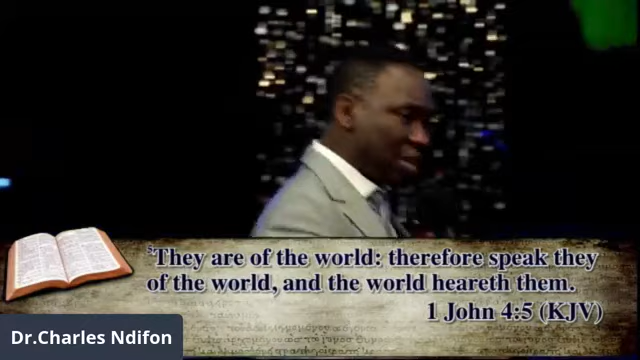 ⁵They are of the world: therefore speak they
of the world, and the world heareth them.
1 John 4:5 (KJV)
Dr.Charles Ndifon